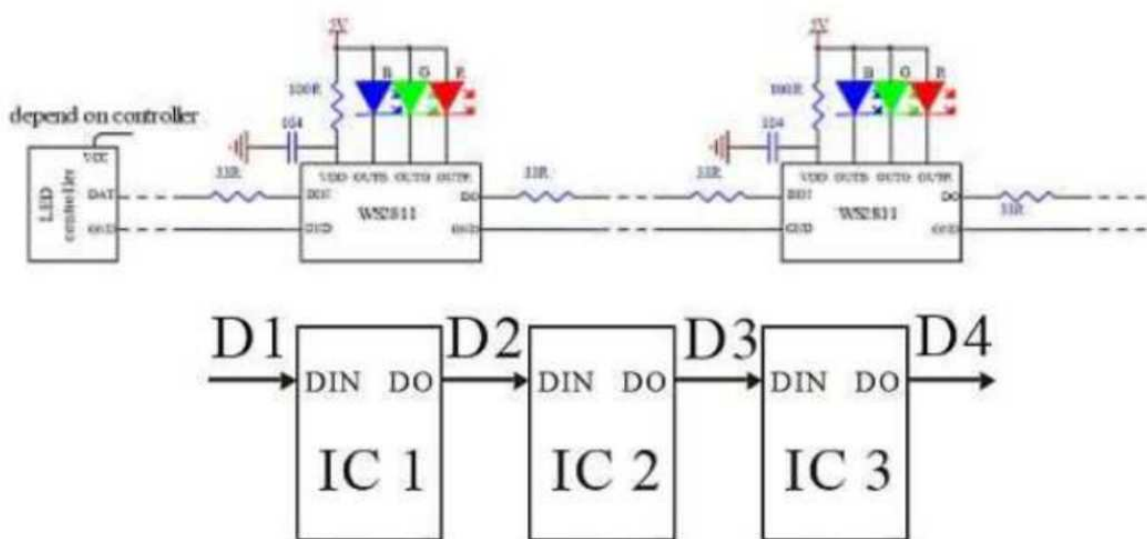 5V 5V
B G R B G R
100R 100R
depend on controller
104 104
VCC
33R VDD OUTB OUTG OUTR 33R 33R VDD OUTB OUTG OUTR
LED controller DAT DIN DO DIN DO
WS2811 WS2811 33R
GND GND GND GND GND
D1 D2 D3 D4
DIN DO DIN DO DIN DO
IC 1 IC 2 IC 3